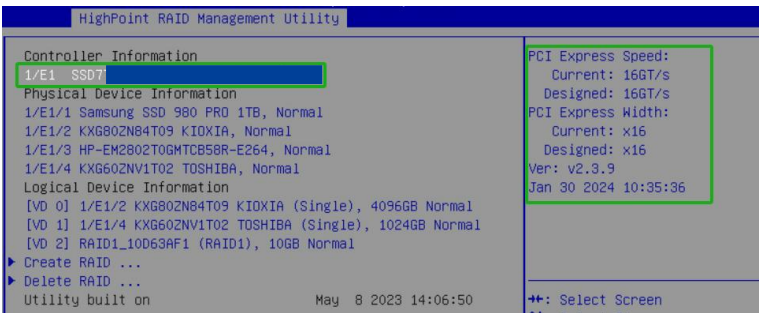 HighPoint RAID Management Utility
Controller Information
1/E1 SSD7
Physical Device Information
1/E1/1 Samsung SSD 980 PRO 1TB, Normal
1/E1/2 KXG80ZN84T09 KIOXIA, Normal
1/E1/3 HP-EM2802T0GMTCB58R-E264, Normal
1/E1/4 KXG60ZNV1T02 TOSHIBA, Normal
Logical Device Information
[VD 0] 1/E1/2 KXG80ZN84T09 KIOXIA (Single), 4096GB Normal
[VD 1] 1/E1/4 KXG60ZNV1T02 TOSHIBA (Single), 1024GB Normal
[VD 2] RAID1_10D63AF1 (RAID1), 10GB Normal
Create RAID ...
Delete RAID ...
Utility built on May 8 2023 14:06:50
PCI Express Speed:
Current: 16GT/s
Designed: 16GT/s
PCI Express Width:
Current: x16
Designed: x16
Ver: v2.3.9
Jan 30 2024 10:35:36
→←: Select Screen